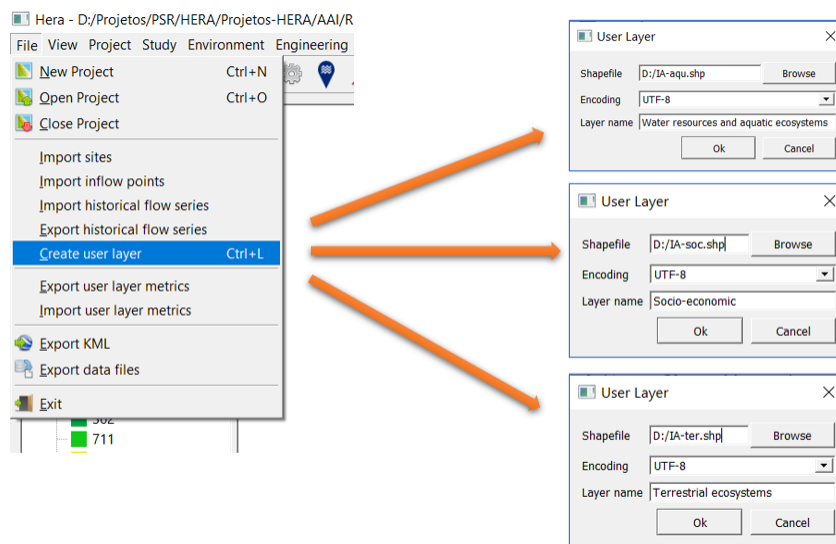 Hera - D:/Projetos/PSR/HERA/Projetos-HERA/AAI/R
File View Project Study Environment Engineering
New Project Ctrl+N
Open Project Ctrl+O
Close Project
Import sites
Import inflow points
Import historical flow series
Export historical flow series
Create user layer Ctrl+L
Export user layer metrics
Import user layer metrics
Export KML
Export data files
Exit
711
User Layer
Shapefile D:/IA-aqu.shp Browse
Encoding UTF-8
Layer name Water resources and aquatic ecosystems
Ok Cancel
User Layer
Shapefile D:/IA-soc.shp Browse
Encoding UTF-8
Layer name Socio-economic
Ok Cancel
User Layer
Shapefile D:/IA-ter.shp Browse
Encoding UTF-8
Layer name Terrestrial ecosystems
Ok Cancel